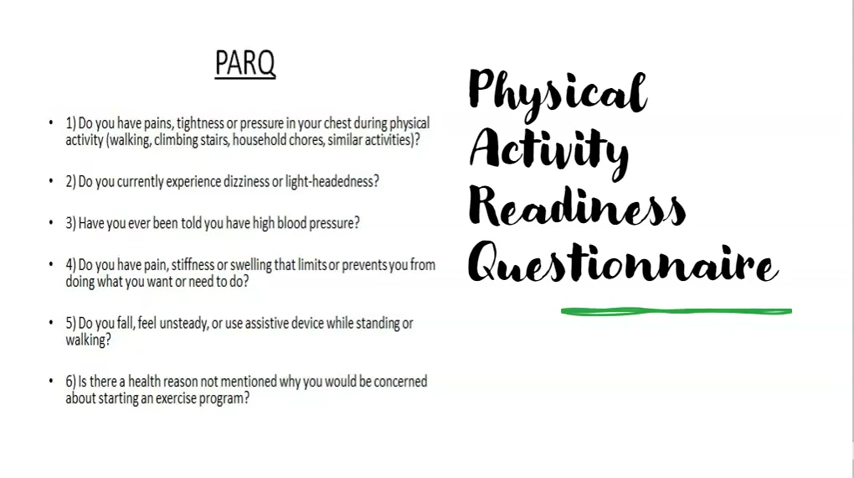 PARQ
• 1) Do you have pains, tightness or pressure in your chest during physical
activity (walking, climbing stairs, household chores, similar activities)?
• 2) Do you currently experience dizziness or light-headedness?
• 3) Have you ever been told you have high blood pressure?
• 4) Do you have pain, stiffness or swelling that limits or prevents you from
doing what you want or need to do?
• 5) Do you fall, feel unsteady, or use assistive device while standing or
walking?
• 6) Is there a health reason not mentioned why you would be concerned
about starting an exercise program?
Physical
Activity
Readiness
Questionnaire